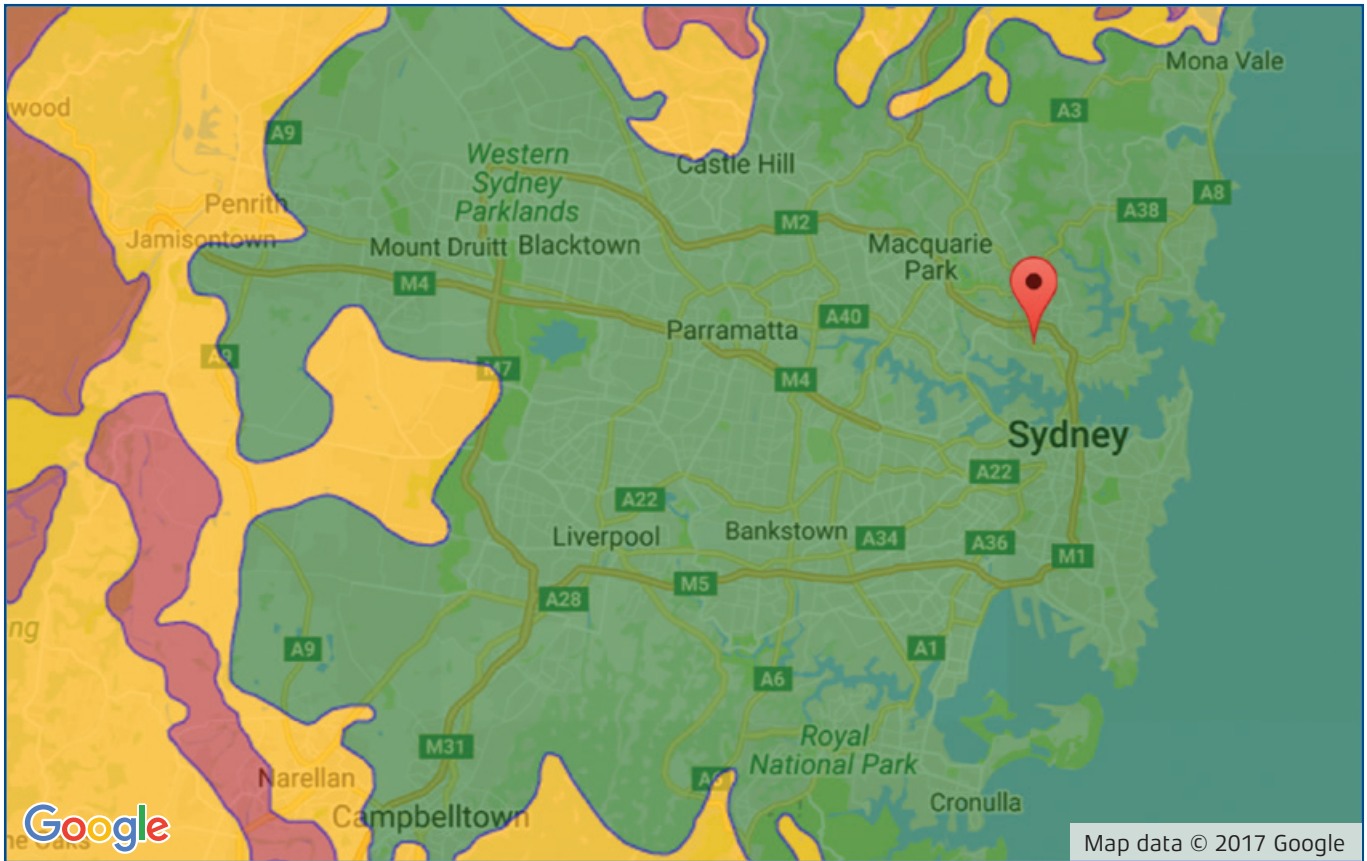 Mona Vale
wood
A3
A9
Western
Sydney
Parklands
Castle Hill
A8
A38
Penrith
M2
Jamisontown
Mount Druitt
Blacktown
Macquarie
Park
M4
A40
Parramatta
A9
M7
M4
Sydney
A22
A22
Liverpool
Bankstown
A34
A36
M1
M5
A28
ng
A9
A1
A6
M31
Royal
National Park
Narellan
Cronulla
Campbelltown
Google
Oaks
Map data © 2017 Google